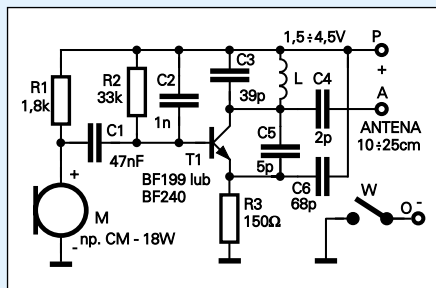 1,5÷4,5V
P
+
R1
1,8k
R2
33k
C2
1n
C3
39p
L
C4
2p
A
ANTENA
10÷25cm
C1
47nF
T1
BF199 lub
BF240
C5
5p
C6
68p
R3
150Ω
W
O -
+
M
-
np. CM - 18W